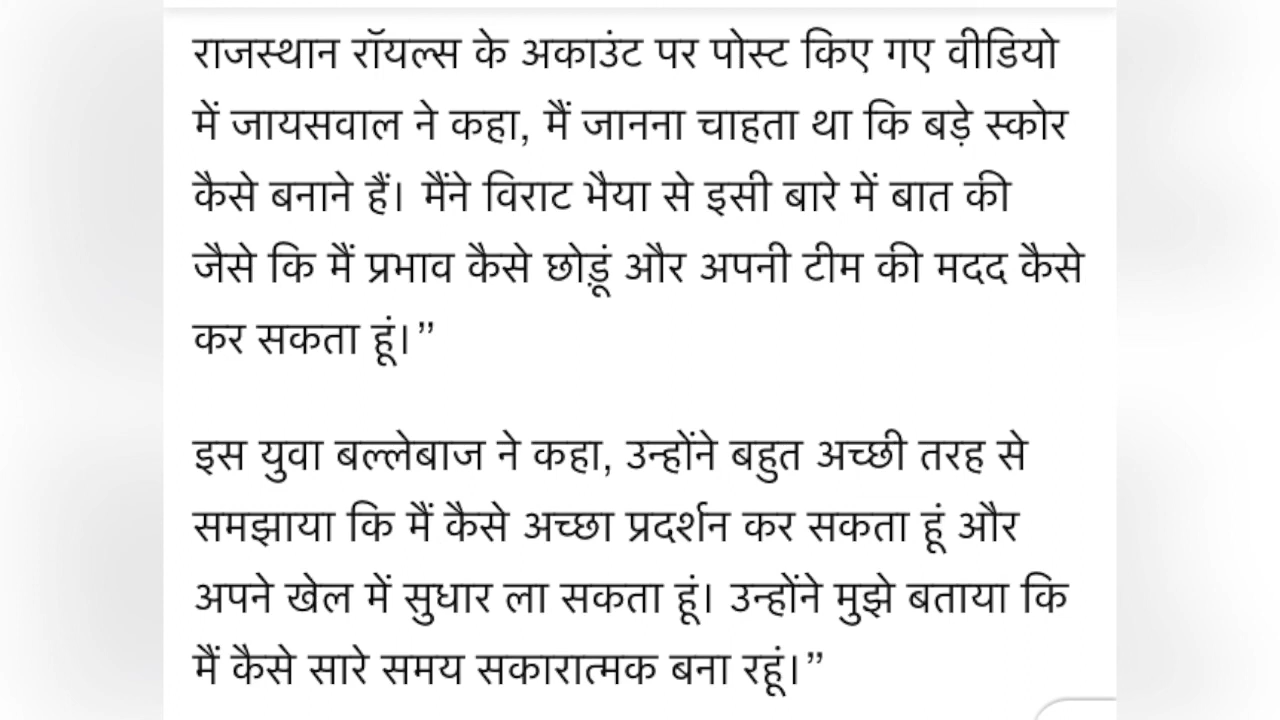 राजस्थान रॉयल्स के अकाउंट पर पोस्ट किए गए वीडियो
में जायसवाल ने कहा, मैं जानना चाहता था कि बड़े स्कोर
कैसे बनाने हैं। मैंने विराट भैया से इसी बारे में बात की
जैसे कि मैं प्रभाव कैसे छोड़ूं और अपनी टीम की मदद कैसे
कर सकता हूं।”
इस युवा बल्लेबाज ने कहा, उन्होंने बहुत अच्छी तरह से
समझाया कि मैं कैसे अच्छा प्रदर्शन कर सकता हूं और
अपने खेल में सुधार ला सकता हूं। उन्होंने मुझे बताया कि
मैं कैसे सारे समय सकारात्मक बना रहूं।”